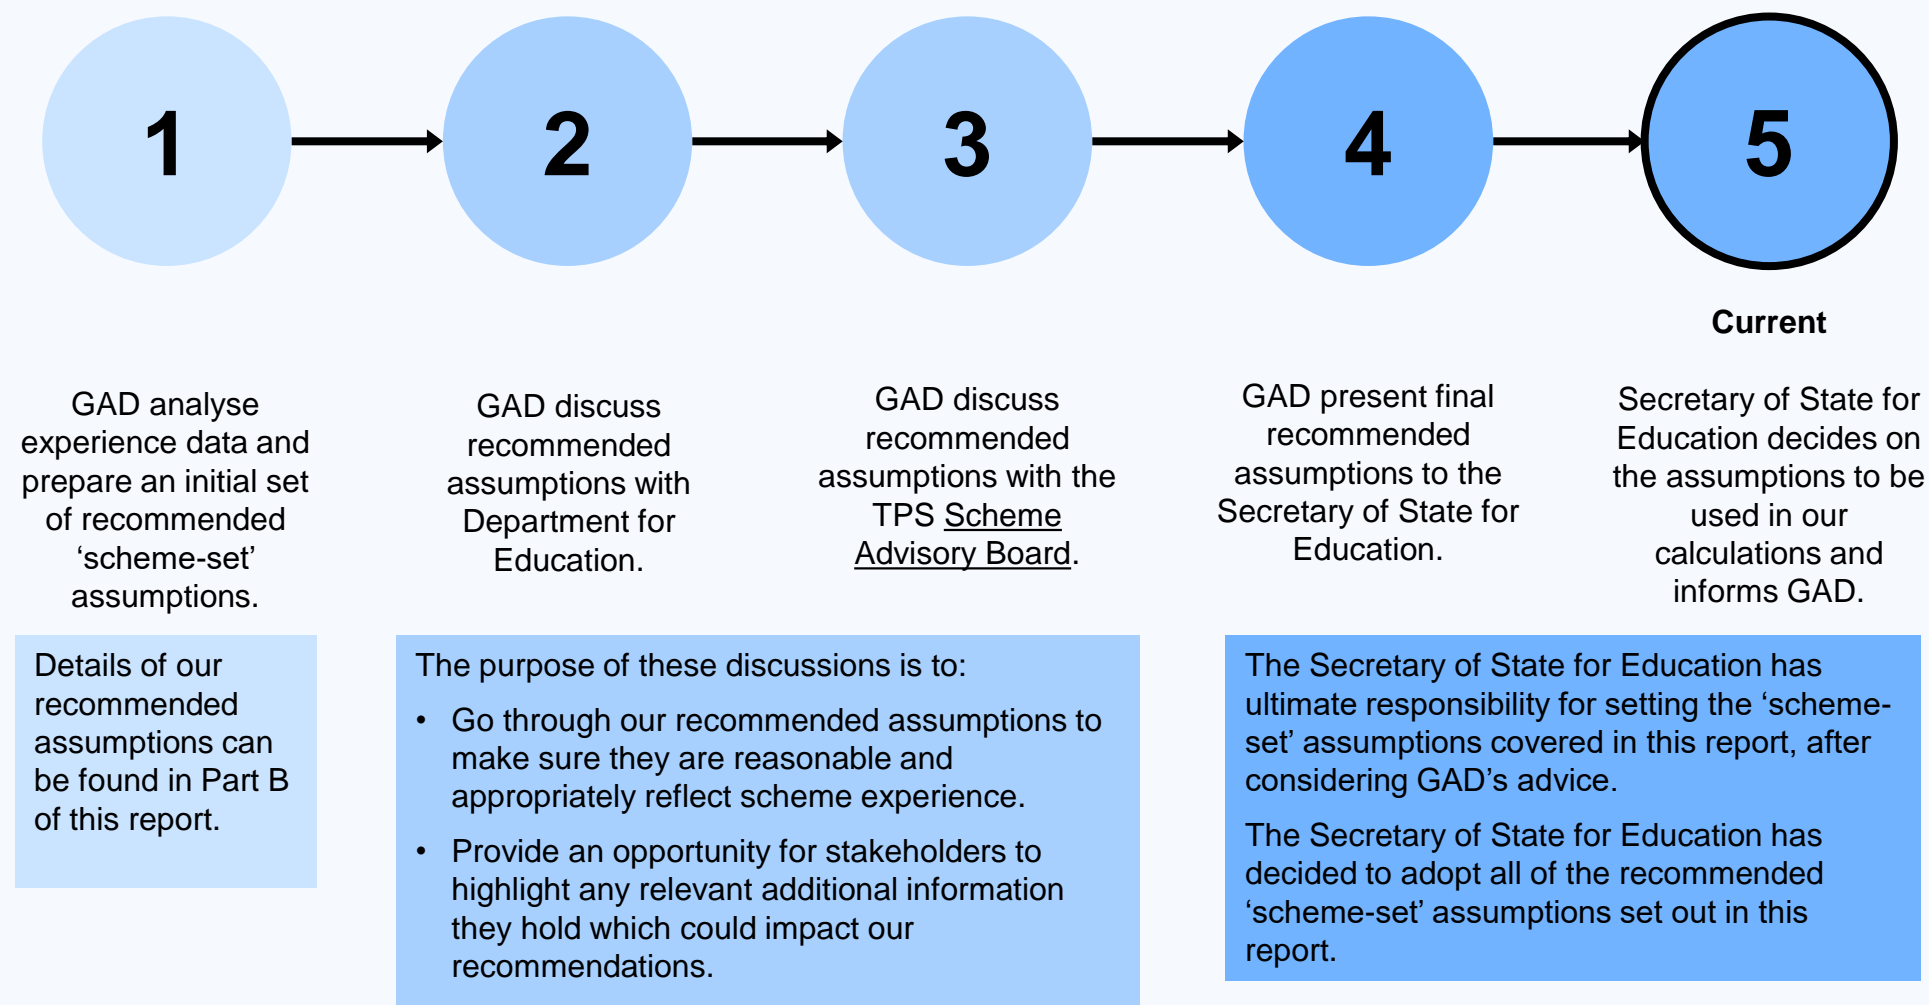 1
2
3
4
5
Current
GAD analyse
experience data and
prepare an initial set
of recommended
‘scheme-set’
assumptions.
GAD discuss
recommended
assumptions with
Department for
Education.
GAD discuss
recommended
assumptions with the
TPS Scheme
Advisory Board.
GAD present final
recommended
assumptions to the
Secretary of State for
Education.
Secretary of State for
Education decides on
the assumptions to be
used in our
calculations and
informs GAD.
Details of our
recommended
assumptions can
be found in Part B
of this report.
The purpose of these discussions is to:
• Go through our recommended assumptions to
make sure they are reasonable and
appropriately reflect scheme experience.
• Provide an opportunity for stakeholders to
highlight any relevant additional information
they hold which could impact our
recommendations.
The Secretary of State for Education has
ultimate responsibility for setting the ‘scheme-
set’ assumptions covered in this report, after
considering GAD’s advice.
The Secretary of State for Education has
decided to adopt all of the recommended
‘scheme-set’ assumptions set out in this
report.